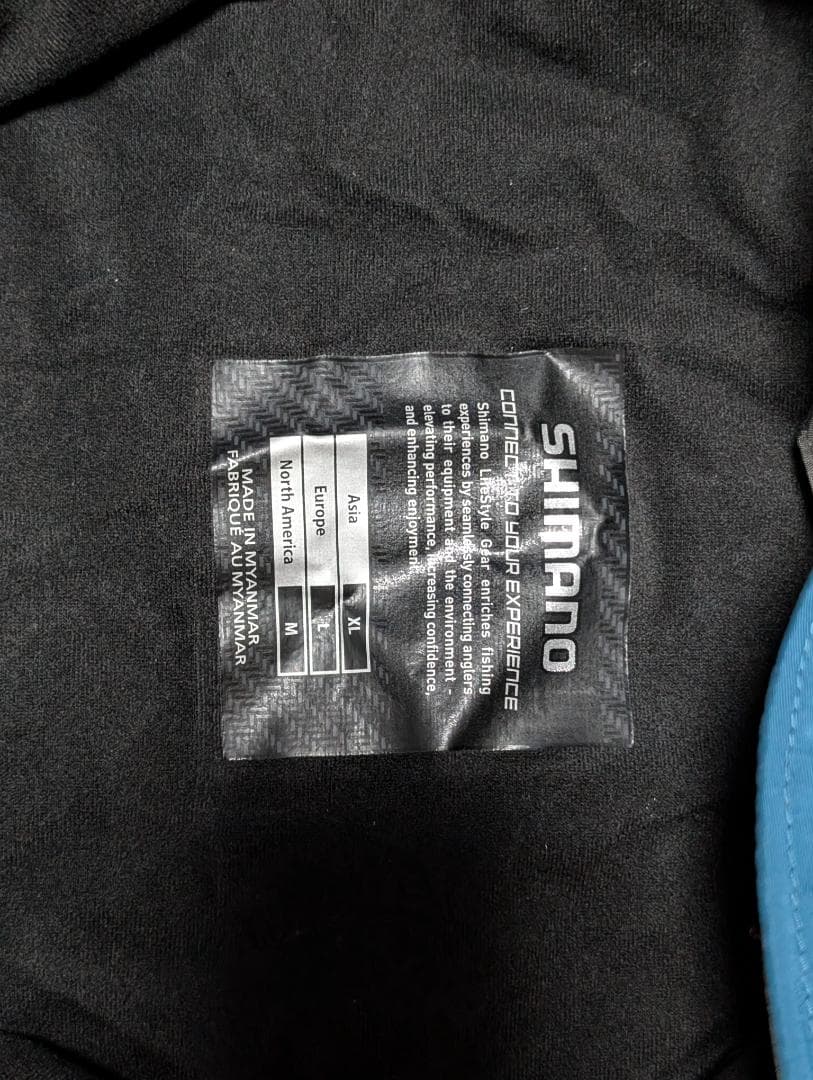 SHIMANO
CONNECT TO YOUR EXPERIENCE
Shimano Lifestyle Gear enriches fishing
experiences by seamlessly connecting anglers
to their equipment and the environment -
elevating performance, increasing confidence,
and enhancing enjoyment.
Asia XL
Europe L
North America M
MADE IN MYANMAR
FABRIQUÉ AU MYANMAR